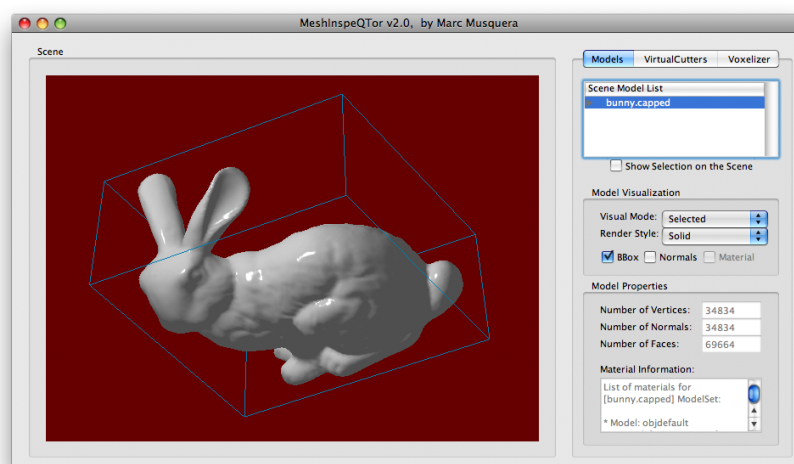 MeshInspeQTor v2.0, by Marc Musquera
Scene
Models VirtualCutters Voxelizer
Scene Model List
bunny.capped
Show Selection on the Scene
Model Visualization
Visual Mode: Selected
Render Style: Solid
BBox Normals Material
Model Properties
Number of Vertices: 34834
Number of Normals: 34834
Number of Faces: 69664
Material Information:
List of materials for
[bunny.capped] ModelSet:
* Model: objdefault